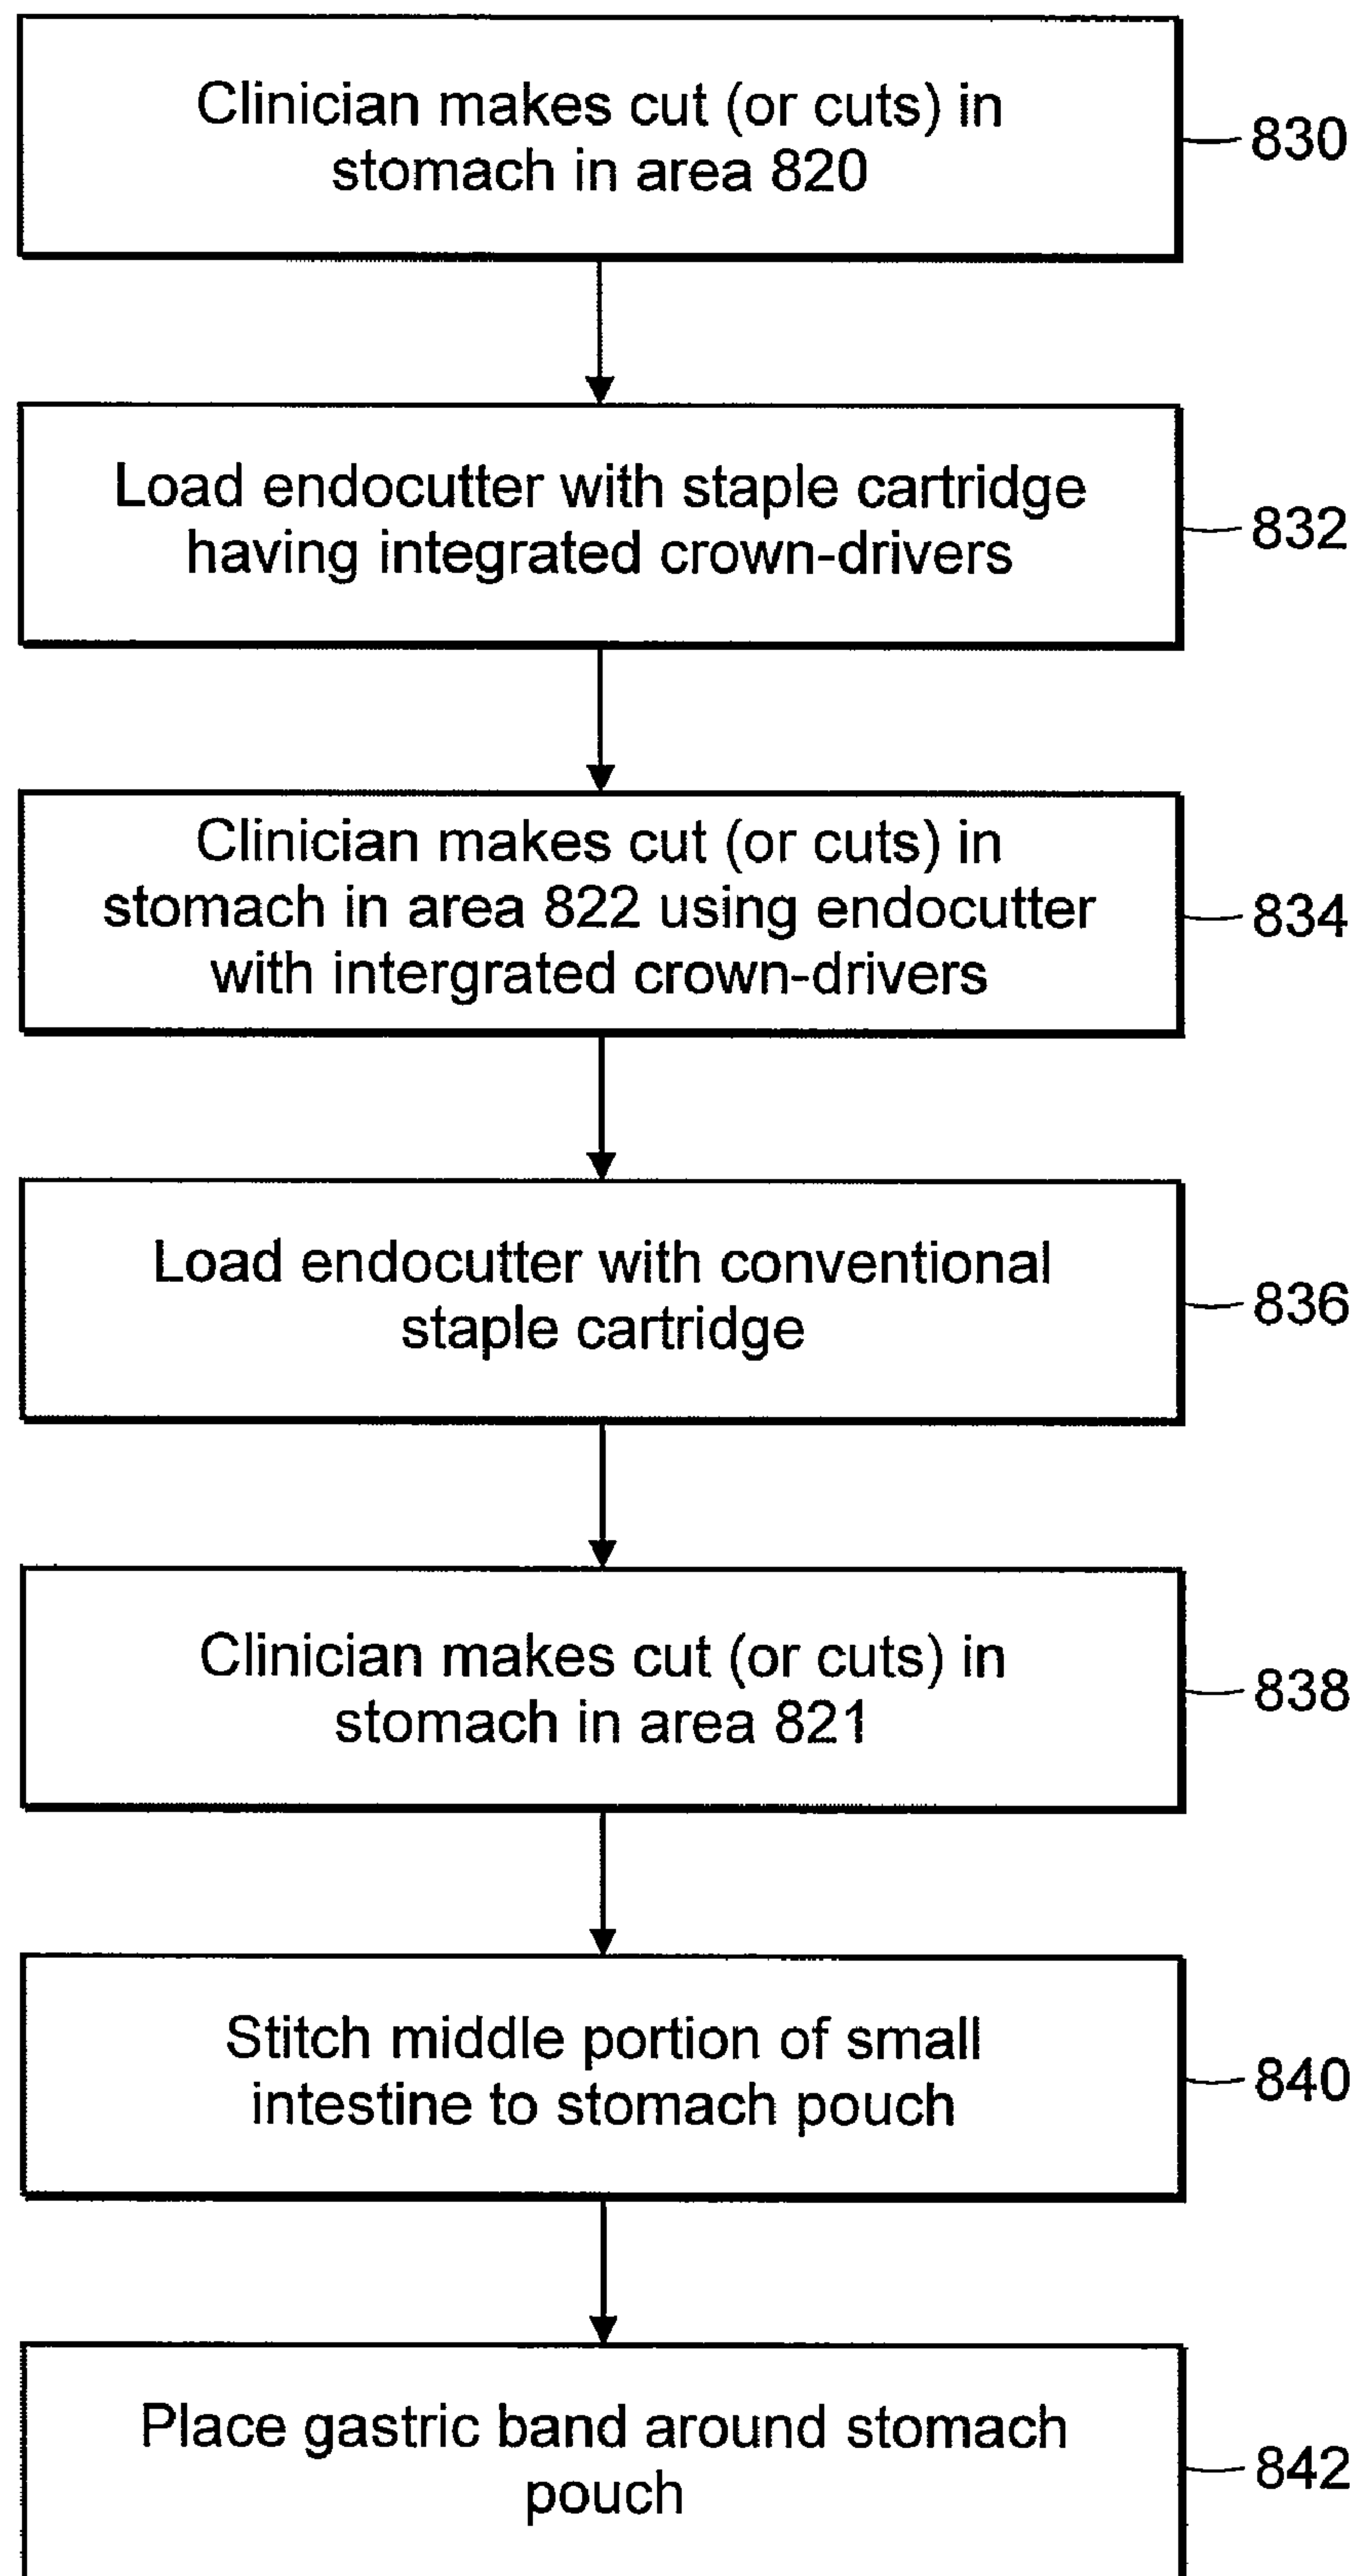 Clinician makes cut (or cuts) in
stomach in area 820
830
Load endocutter with staple cartridge
having integrated crown-drivers
832
Clinician makes cut (or cuts) in
stomach in area 822 using endocutter
with intergrated crown-drivers
834
Load endocutter with conventional
staple cartridge
836
Clinician makes cut (or cuts) in
stomach in area 821
838
Stitch middle portion of small
intestine to stomach pouch
840
Place gastric band around stomach
pouch
842